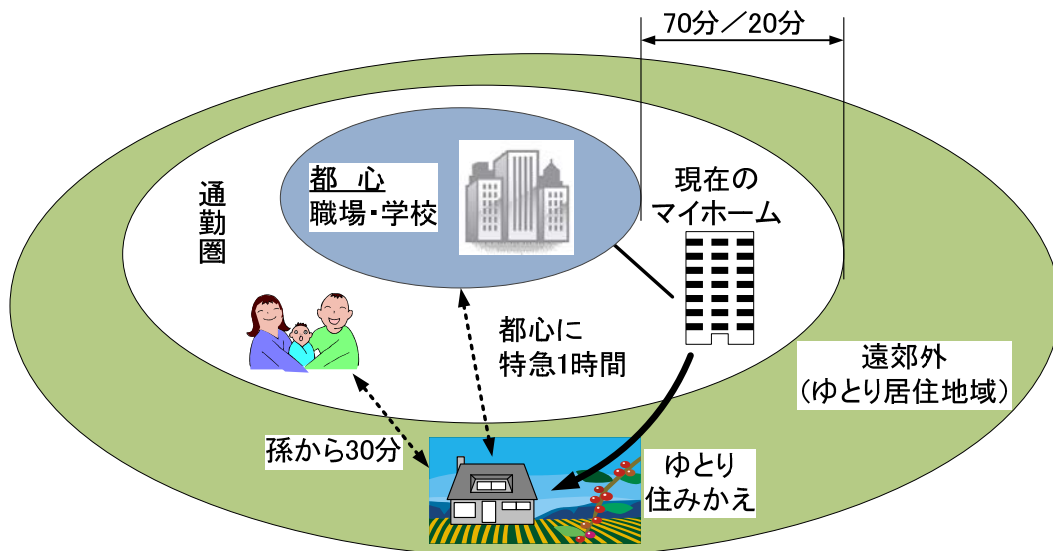 70分／20分
都 心
職場・学校
通勤圏
現在の
マイホーム
都心に
特急1時間
遠郊外
（ゆとり居住地域）
孫から30分
ゆとり
住みかえ